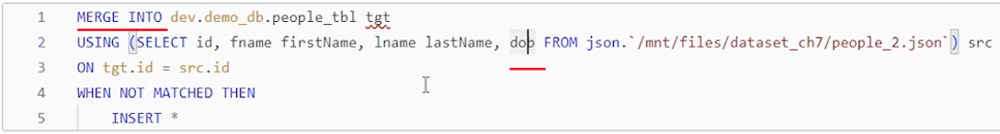 1 MERGE INTO dev.demo_db.people_tbl tgt
2 USING (SELECT id, fname firstName, lname lastName, dob FROM json.`/mnt/files/dataset_ch7/people_2.json`) src
3 ON tgt.id = src.id
4 WHEN NOT MATCHED THEN
5 INSERT *